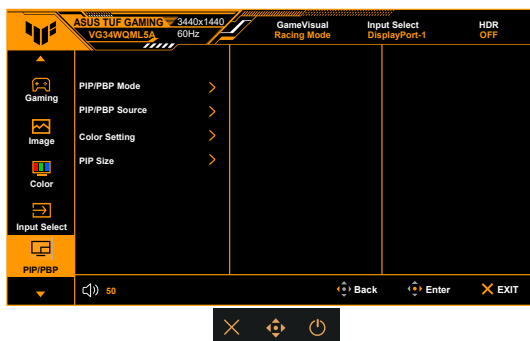 ASUS TUF GAMING
VG34WQML5A
3440x1440
60Hz
GameVisual
Racing Mode
Input Select
DisplayPort-1
HDR
OFF
Gaming
Image
Color
Input Select
PIP/PBP
PIP/PBP Mode
PIP/PBP Source
Color Setting
PIP Size
50
Back
Enter
EXIT